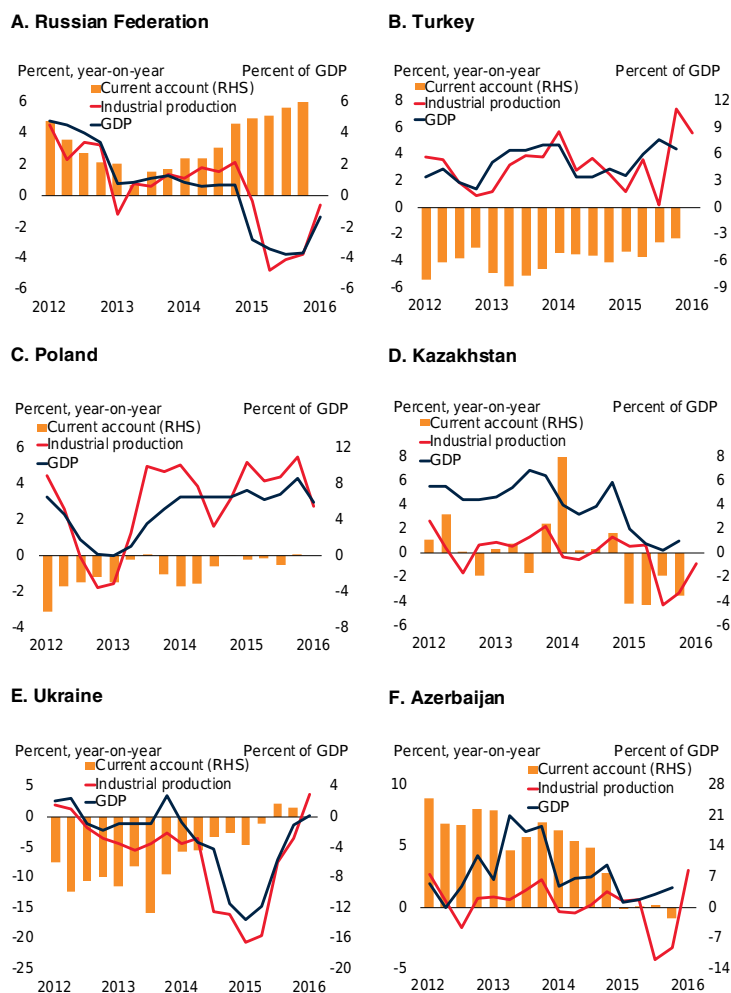 A. Russian Federation
Percent, year-on-year
Percent of GDP
Current account (RHS)
Industrial production
GDP
6
4
2
0
-2
-4
-6
6
4
2
0
-2
-4
-6
2012 2013 2014 2015 2016
B. Turkey
Percent, year-on-year
Percent of GDP
Current account (RHS)
Industrial production
GDP
8
6
4
2
0
-2
-4
-6
12
9
6
3
0
-3
-6
-9
2012 2013 2014 2015 2016
C. Poland
Percent, year-on-year
Percent of GDP
Current account (RHS)
Industrial production
GDP
6
4
2
0
-2
-4
12
8
4
0
-4
-8
2012 2013 2014 2015 2016
D. Kazakhstan
Percent, year-on-year
Percent of GDP
Current account (RHS)
Industrial production
GDP
8
6
4
2
0
-2
-4
-6
8
6
4
2
0
-2
-4
-6
2012 2013 2014 2015 2016
E. Ukraine
Percent, year-on-year
Percent of GDP
Current account (RHS)
Industrial production
GDP
5
0
-5
-10
-15
-20
-25
4
0
-4
-8
-12
-16
-20
2012 2013 2014 2015 2016
F. Azerbaijan
Percent, year-on-year
Percent of GDP
Current account (RHS)
Industrial production
GDP
10
5
0
-5
28
21
14
7
0
-7
-14
2012 2013 2014 2015 2016